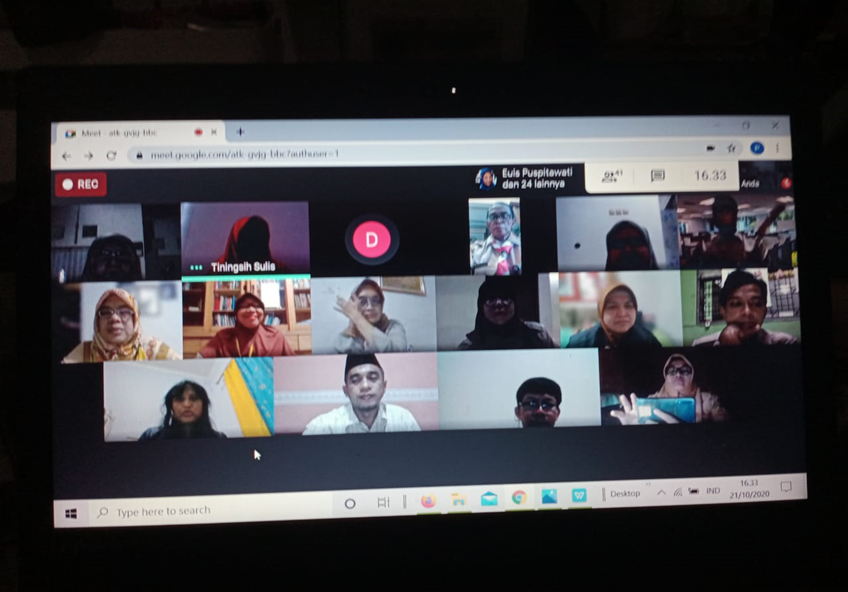 Meet - atk-gvjg-bbc
meet.google.com/atk-gvjg-bbc?authuser=1
P
REC
Euis Puspitawati
dan 24 lainnya
41
16.33
Anda
Tiningsih Sulis
D
Type here to search
Desktop
IND
16.33
21/10/2020